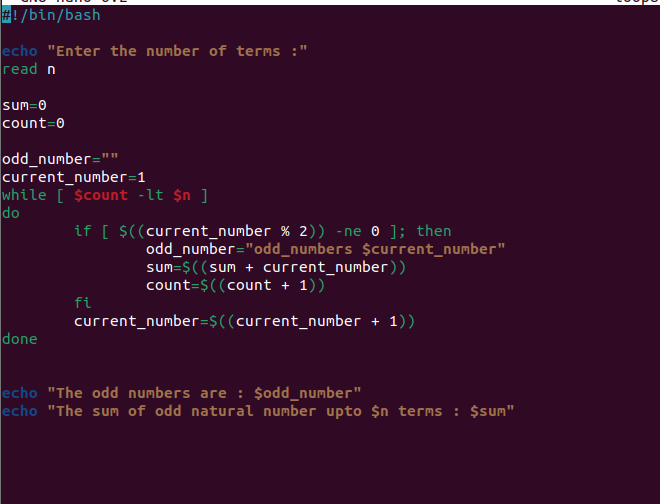 #!/bin/bash
echo "Enter the number of terms :"
read n
sum=0
count=0
odd_number=""
current_number=1
while [ $count -lt $n ]
do
if [ $((current_number % 2)) -ne 0 ]; then
odd_number="odd_numbers $current_number"
sum=$((sum + current_number))
count=$((count + 1))
fi
current_number=$((current_number + 1))
done
echo "The odd numbers are : $odd_number"
echo "The sum of odd natural number upto $n terms : $sum"